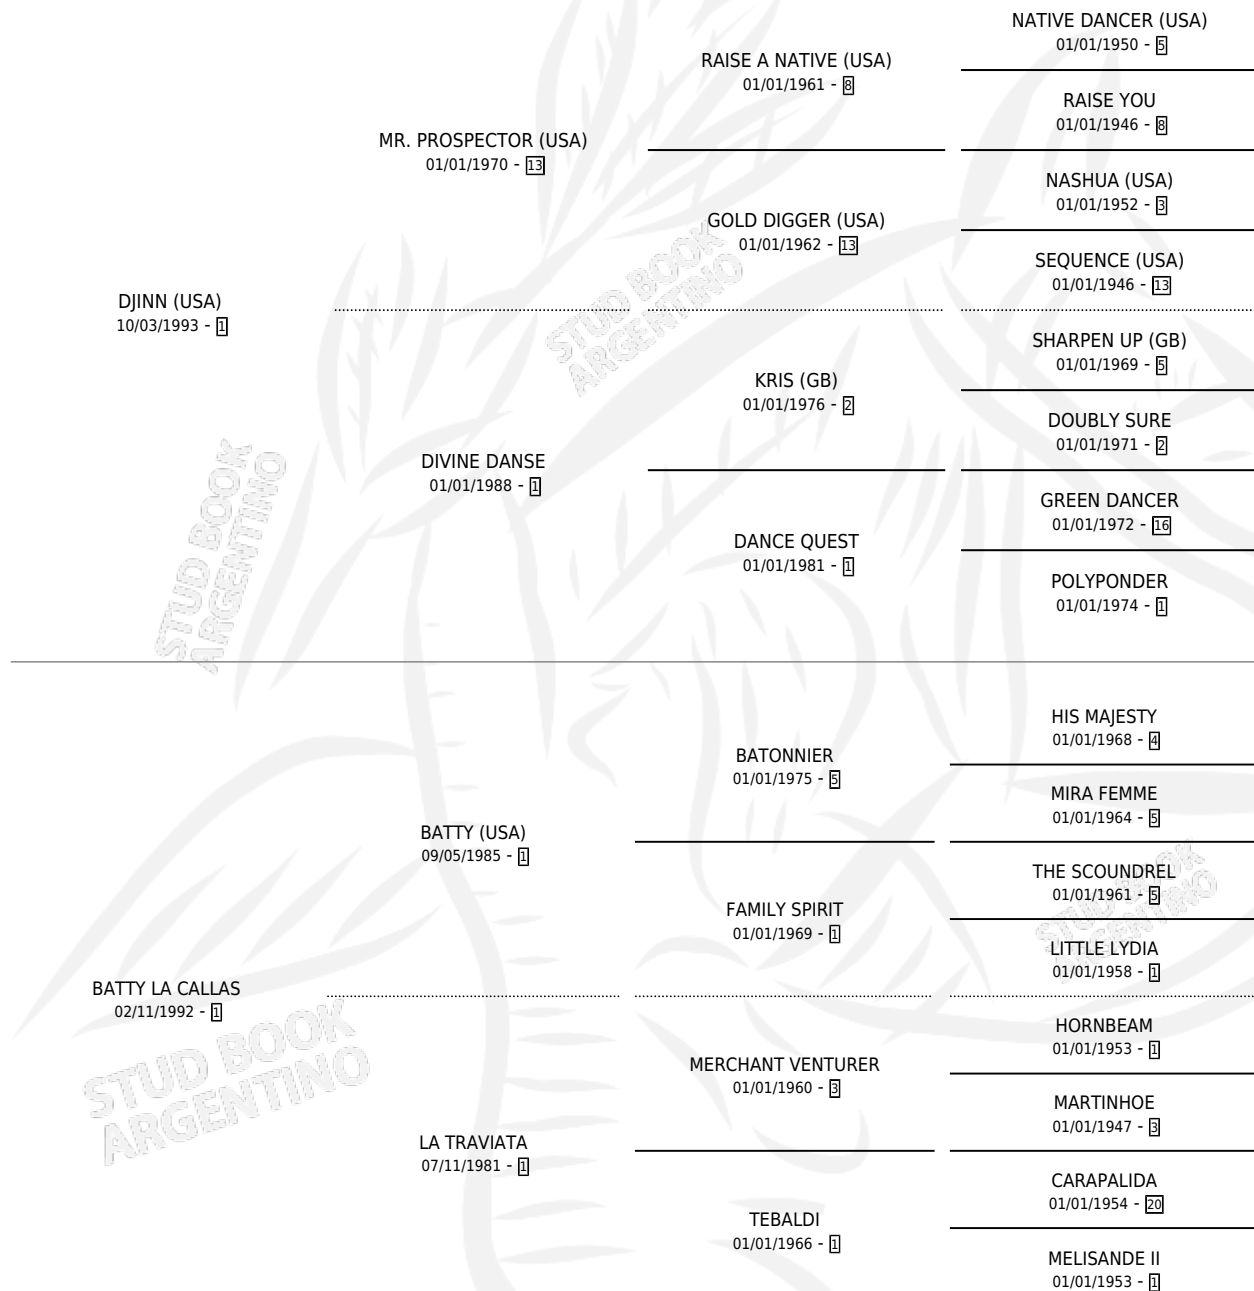 NATIVE DANCER (USA)
01/01/1950 - 5
RAISE A NATIVE (USA)
01/01/1961 - 8
RAISE YOU
01/01/1946 - 8
MR. PROSPECTOR (USA)
01/01/1970 - 13
NASHUA (USA)
01/01/1952 - 3
GOLD DIGGER (USA)
01/01/1962 - 13
SEQUENCE (USA)
01/01/1946 - 13
DJINN (USA)
10/03/1993 - 1
SHARPEN UP (GB)
01/01/1969 - 5
KRIS (GB)
01/01/1976 - 2
DOUBLY SURE
01/01/1971 - 2
DIVINE DANSE
01/01/1988 - 1
GREEN DANCER
01/01/1972 - 16
DANCE QUEST
01/01/1981 - 1
POLYPONDER
01/01/1974 - 1
HIS MAJESTY
01/01/1968 - 4
BATONNIER
01/01/1975 - 5
MIRA FEMME
01/01/1964 - 5
BATTY (USA)
09/05/1985 - 1
THE SCOUNDREL
01/01/1961 - 5
FAMILY SPIRIT
01/01/1969 - 1
LITTLE LYDIA
01/01/1958 - 1
BATTY LA CALLAS
02/11/1992 - 1
HORNBEAM
01/01/1953 - 1
MERCHANT VENTURER
01/01/1960 - 3
MARTINHOE
01/01/1947 - 3
LA TRAVIATA
07/11/1981 - 1
CARAPALIDA
01/01/1954 - 20
TEBALDI
01/01/1966 - 1
MELISANDE II
01/01/1953 - 1
STUD BOOK
ARGENTINO
STUD BOOK
ARGENTINO
STUD BOOK
ARGENTINO
STUD BOOK
ARGENTINO